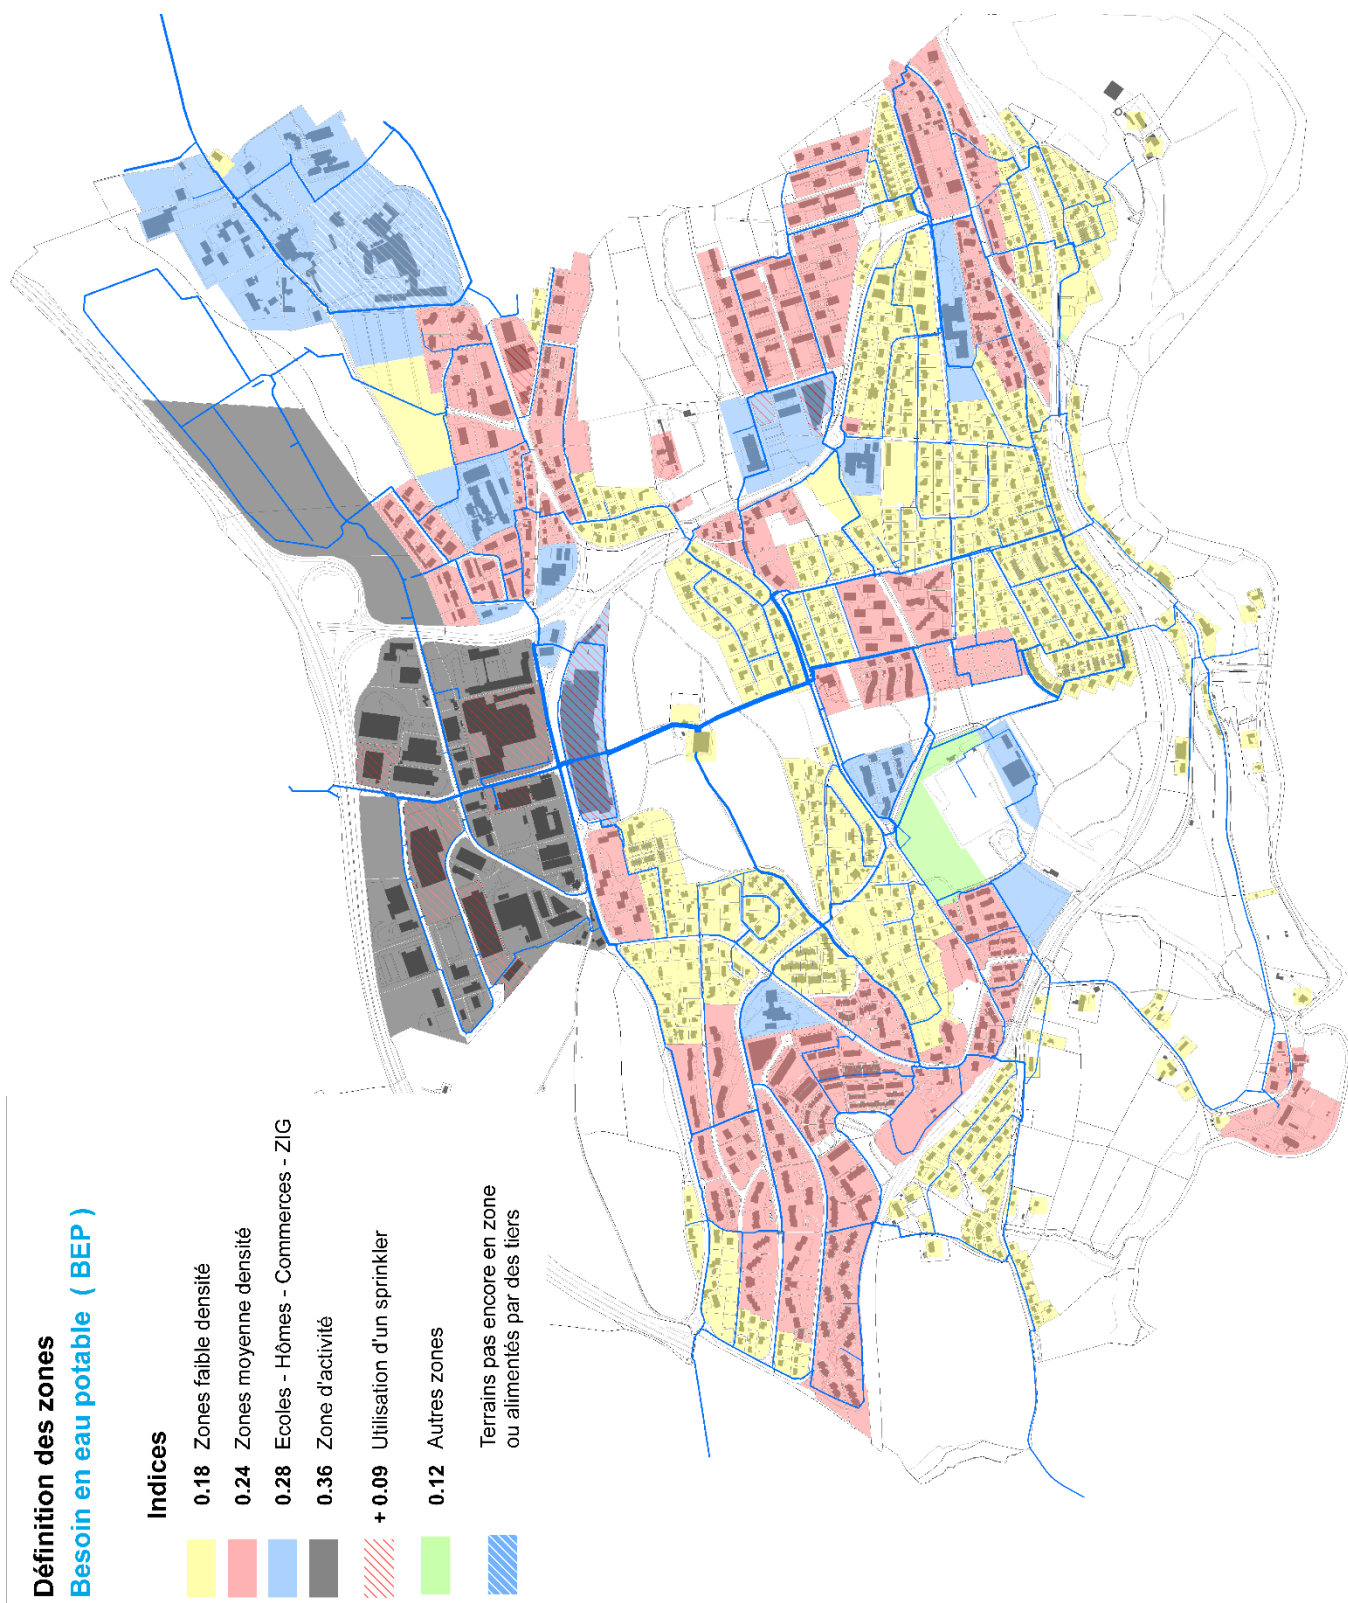 Définition des zones
Besoin en eau potable ( BEP )
Indices
0.18 Zones faible densité
0.24 Zones moyenne densité
0.28 Ecoles - Hômes - Commerces - ZIG
0.36 Zone d'activité
+ 0.09 Utilisation d'un sprinkler
0.12 Autres zones
Terrains pas encore en zone
ou alimentés par des tiers